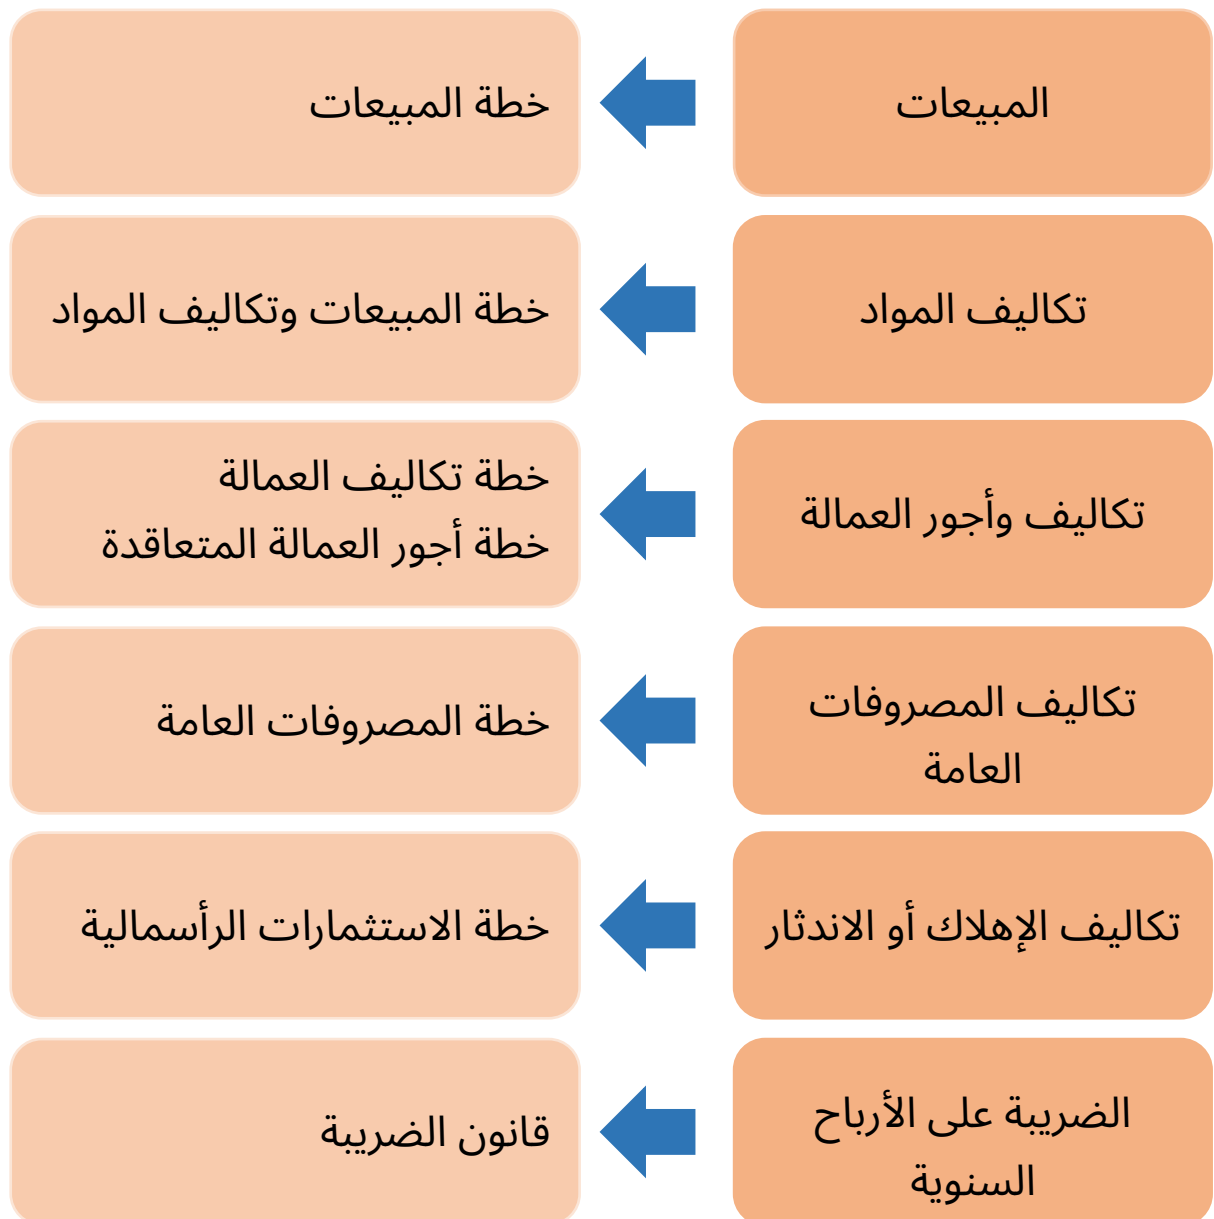 المبيعات
خطة المبيعات
تكاليف المواد
خطة المبيعات وتكاليف المواد
تكاليف وأجور العمالة
خطة تكاليف العمالة
خطة أجور العمالة المتعاقدة
تكاليف المصروفات
العامة
خطة المصروفات العامة
تكاليف الإهلاك أو الاندثار
خطة الاستثمارات الرأسمالية
الضريبة على الأرباح
السنوية
قانون الضريبة